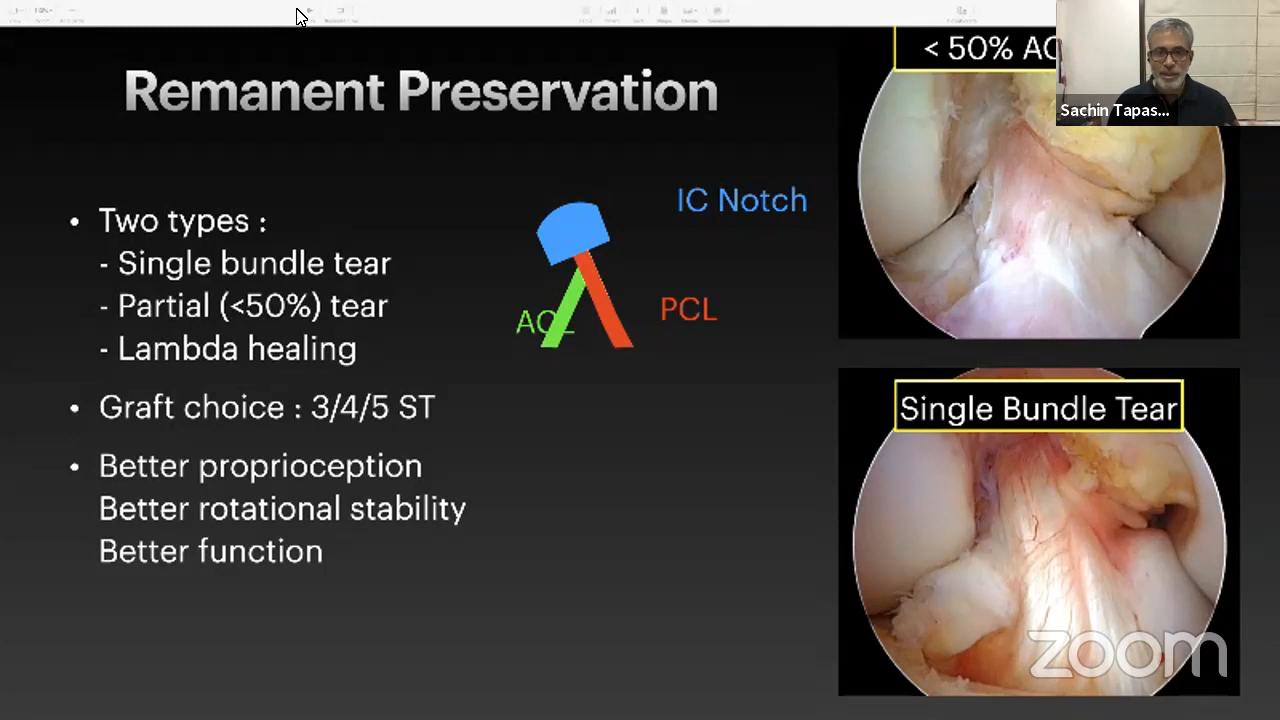 Remanent Preservation
• Two types :
- Single bundle tear
- Partial (<50%) tear
- Lambda healing
• Graft choice : 3/4/5 ST
• Better proprioception
Better rotational stability
Better function
IC Notch
ACL
PCL
< 50% AC
Sachin Tapas...
Single Bundle Tear
zoom